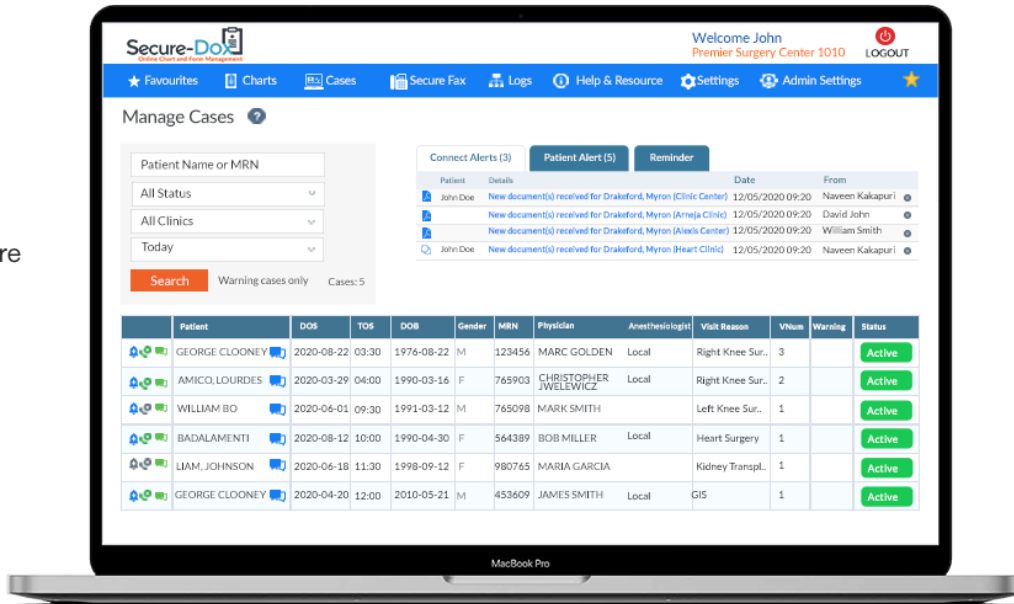 Secure-Dox
Online Chart and Form Management
Welcome John
Premier Surgery Center 1010
LOGOUT
Favourites Charts Cases Secure Fax Logs Help & Resource Settings Admin Settings
Manage Cases ?
Patient Name or MRN
All Status
All Clinics
Today
Search Warning cases only Cases: 5
re
Connect Alerts (3) Patient Alert (5) Reminder
Patient Details Date From
John Doe New document(s) received for Drakeford, Myron (Clinic Center) 12/05/2020 09:20 Naveen Kakapuri
New document(s) received for Drakeford, Myron (Arneja Clinic) 12/05/2020 09:20 David John
New document(s) received for Drakeford, Myron (Alexis Center) 12/05/2020 09:20 William Smith
John Doe New document(s) received for Drakeford, Myron (Heart Clinic) 12/05/2020 09:20 Naveen Kakapuri
Patient DOS TOS DOB Gender MRN Physician Anesthesiologist Visit Reason VNum Warning Status
GEORGE CLOONEY 2020-08-22 03:30 1976-08-22 M 123456 MARC GOLDEN Local Right Knee Sur.. 3 Active
AMICO, LOURDES 2020-03-29 04:00 1990-03-16 F 765903 CHRISTOPHER JWELEWICZ Local Right Knee Sur.. 2 Active
WILLIAM BO 2020-06-01 09:30 1991-03-12 M 765098 MARK SMITH Left Knee Sur.. 1 Active
BADALAMENTI 2020-08-12 10:00 1990-04-30 F 564389 BOB MILLER Local Heart Surgery 1 Active
LIAM, JOHNSON 2020-06-18 11:30 1998-09-12 F 980765 MARIA GARCIA Kidney Transpl.. 1 Active
GEORGE CLOONEY 2020-04-20 12:00 2010-05-21 M 453609 JAMES SMITH Local GIS 1 Active
MacBook Pro